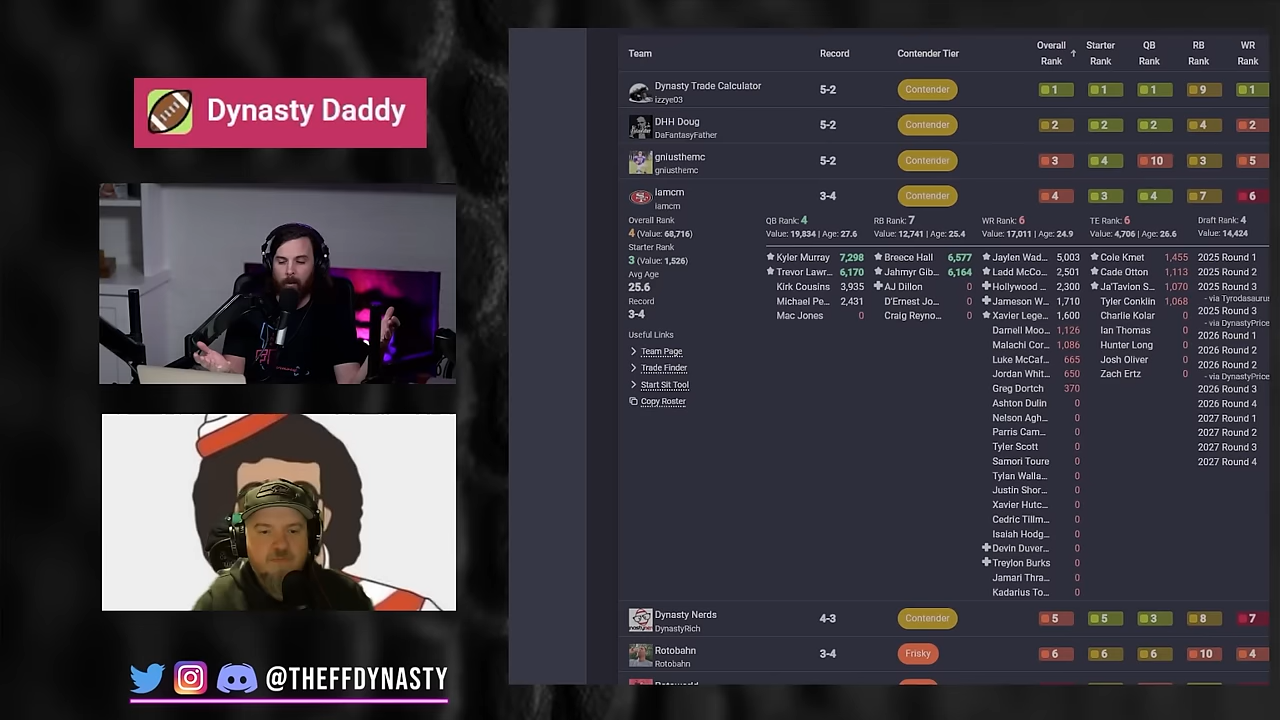 Dynasty Daddy
@THEFFDYNASTY
Team Record Contender Tier Overall Rank Starter Rank QB Rank RB Rank WR Rank
Dynasty Trade Calculator 5-2 Contender 1 1 1 9 1
izzye03
DHH Doug 5-2 Contender 2 2 2 4 2
DaFantasyFather
gniusthemc 5-2 Contender 3 4 10 3 5
gniusthemc
iamcm 3-4 Contender 4 3 4 7 6
iamcm
Overall Rank
4 (Value: 68,716)
Starter Rank
3 (Value: 1,526)
Avg Age
25.6
Record
3-4
Useful Links
Team Page
Trade Finder
Start Sit Tool
Copy Roster
QB Rank: 4
Value: 19,834 | Age: 27.6
Kyler Murray 7,298
Trevor Lawr... 6,170
Kirk Cousins 3,935
Michael Pe... 2,431
Mac Jones 0
RB Rank: 7
Value: 12,741 | Age: 25.4
Breece Hall 6,577
Jahmyr Gib... 6,164
AJ Dillon 0
D'Ernest Jo... 0
Craig Reyno... 0
WR Rank: 6
Value: 17,011 | Age: 24.9
Jaylen Wad... 5,003
Ladd McCo... 2,501
Hollywood ... 2,300
Jameson W... 1,710
Xavier Lege... 1,600
Darnell Moo... 1,126
Malachi Cor... 1,086
Luke McCaf... 665
Jordan Whit... 650
Greg Dortch 370
Ashton Dulin 0
Nelson Agh... 0
Parris Cam... 0
Tyler Scott 0
Samori Toure 0
Tylan Walla... 0
Justin Shor... 0
Xavier Hutc... 0
Cedric Tillm... 0
Isaiah Hodg... 0
Devin Duver... 0
Treylon Burks 0
Jamari Thra... 0
Kadarius To... 0
TE Rank: 6
Value: 4,706 | Age: 26.6
Cole Kmet 1,455
Cade Otton 1,113
Ja'Tavion S... 1,070
Tyler Conklin 1,068
Charlie Kolar 0
Ian Thomas 0
Hunter Long 0
Josh Oliver 0
Zach Ertz 0
Draft Rank: 4
Value: 14,424
2025 Round 1
2025 Round 2
2025 Round 3
- via Tyrodasaurus
2025 Round 3
- via DynastyPrice
2026 Round 1
2026 Round 2
2026 Round 2
- via DynastyPrice
2026 Round 3
2026 Round 4
2027 Round 1
2027 Round 2
2027 Round 3
2027 Round 4
Dynasty Nerds 4-3 Contender 5 5 3 8 7
DynastyRich
Rotobahn 3-4 Frisky 6 6 6 10 4
Rotobahn